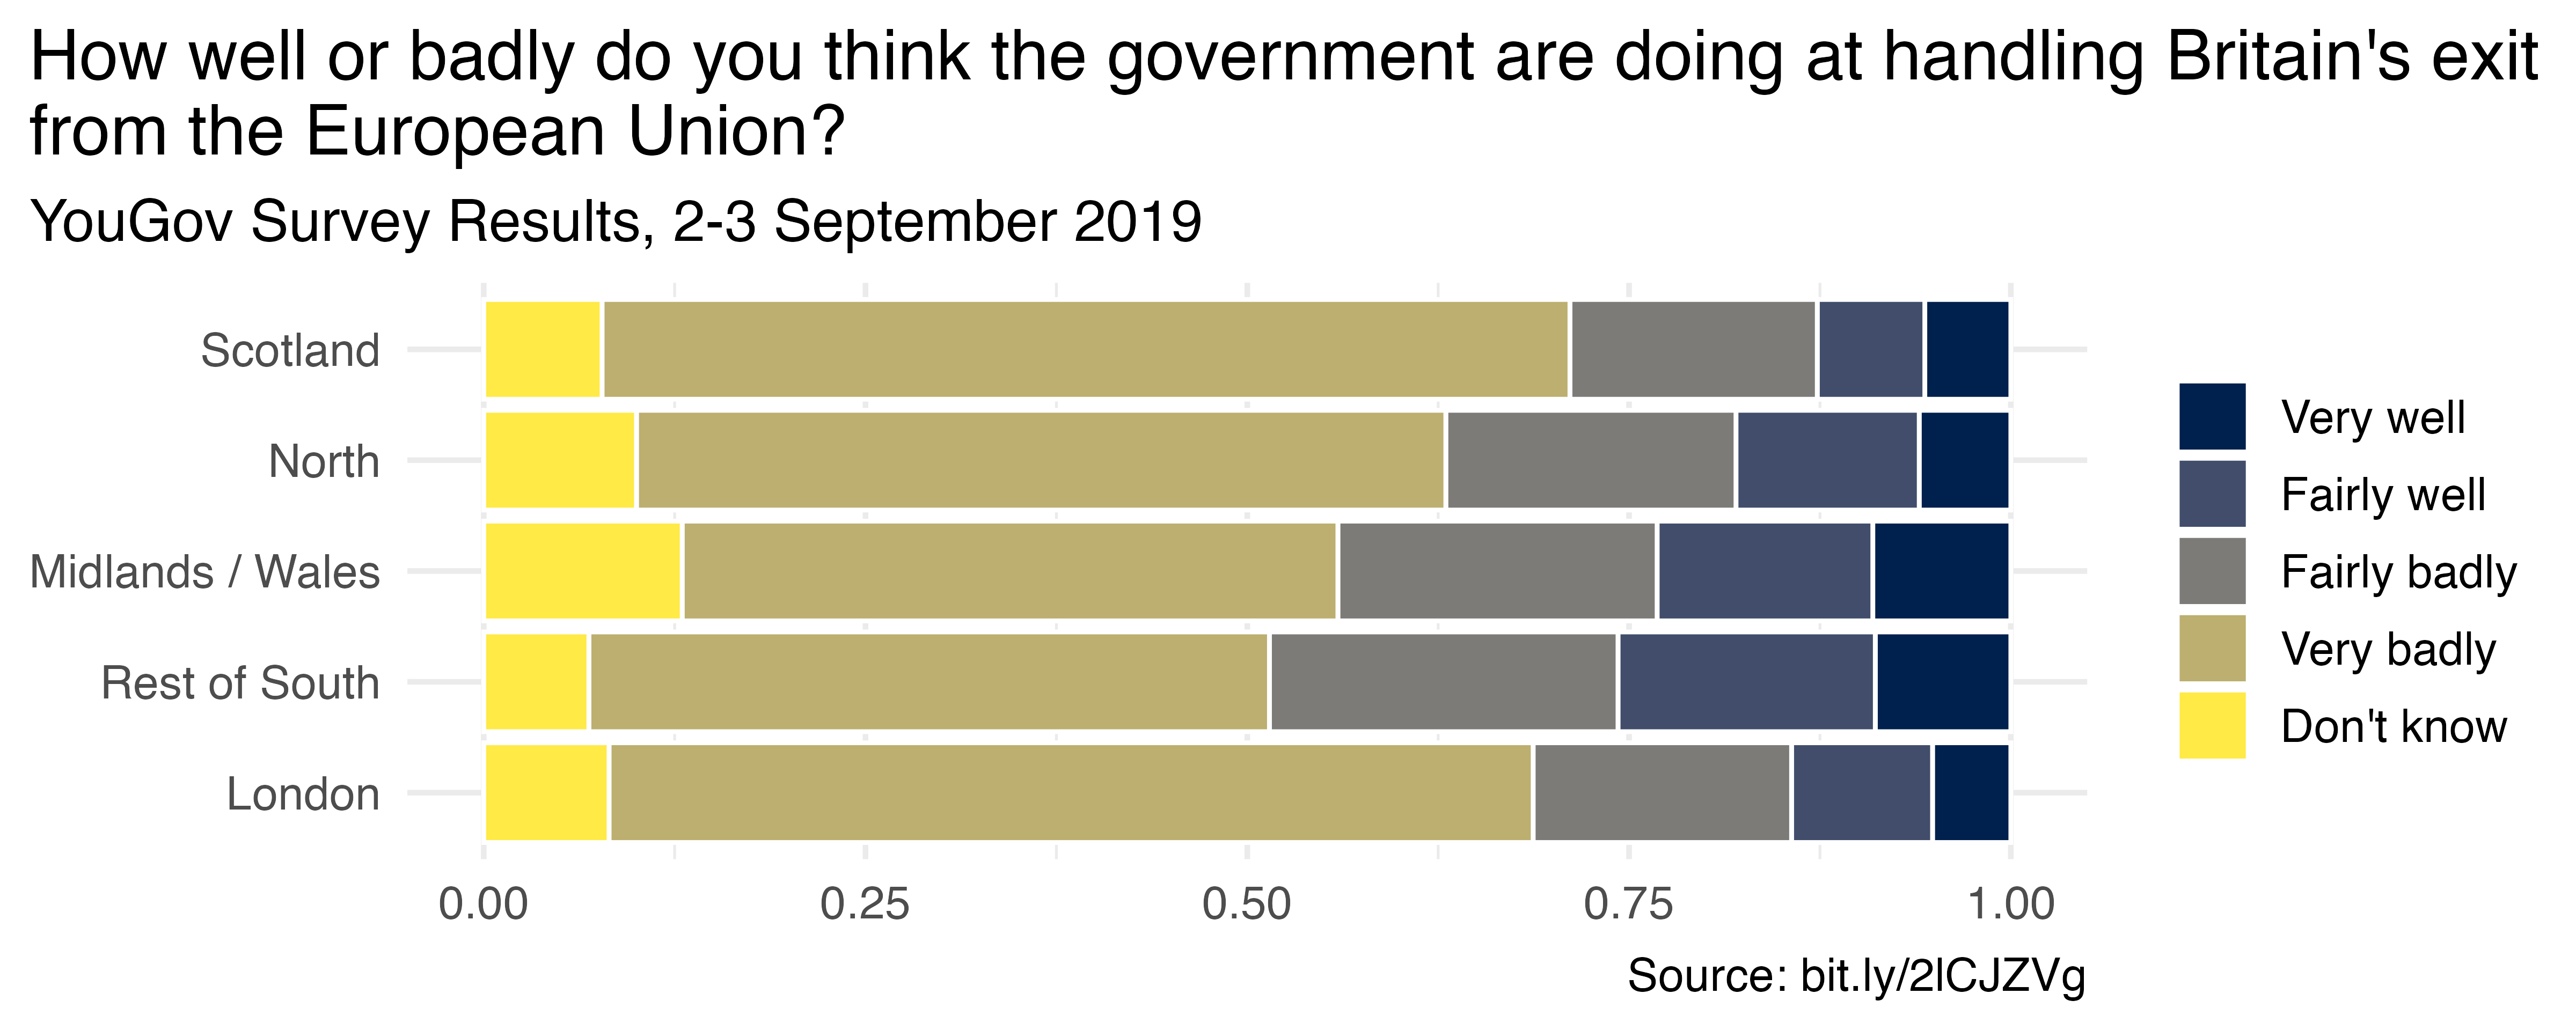 How well or badly do you think the government are doing at handling Britain's exit
from the European Union?
YouGov Survey Results, 2-3 September 2019
Scotland
North
Midlands / Wales
Rest of South
London
0.00 0.25 0.50 0.75 1.00
Very well
Fairly well
Fairly badly
Very badly
Don't know
Source: bit.ly/2lCJZVg